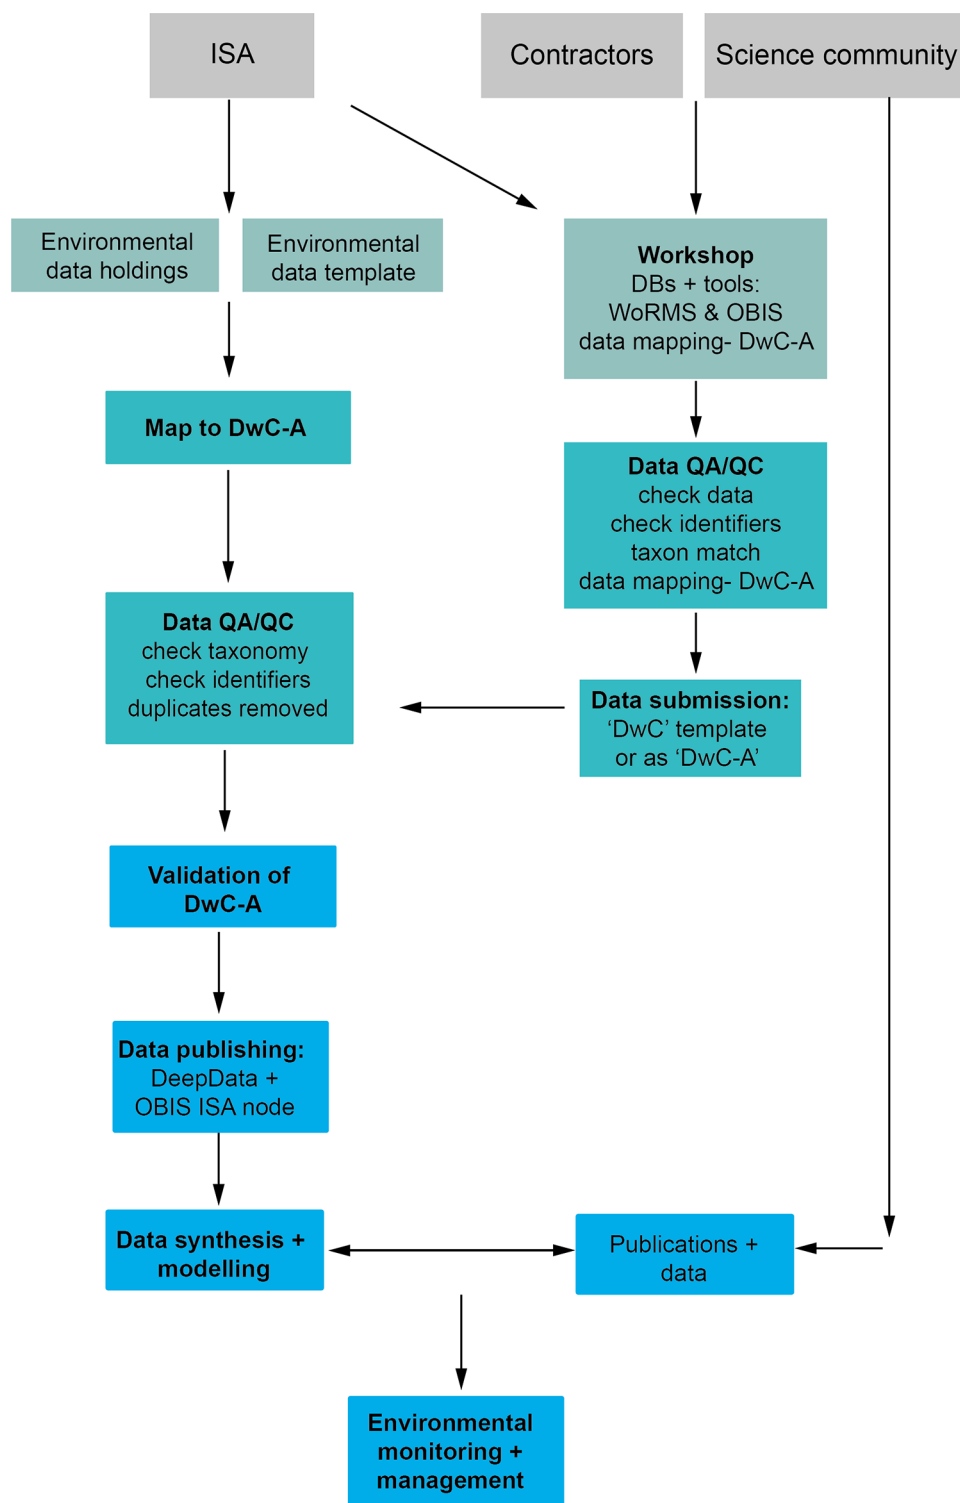 ISA
Contractors
Science community
Environmental
data holdings
Environmental
data template
Workshop
DBs + tools:
WoRMS & OBIS
data mapping- DwC-A
Map to DwC-A
Data QA/QC
check data
check identifiers
taxon match
data mapping- DwC-A
Data QA/QC
check taxonomy
check identifiers
duplicates removed
Data submission:
‘DwC’ template
or as ‘DwC-A’
Validation of
DwC-A
Data publishing:
DeepData +
OBIS ISA node
Data synthesis +
modelling
Publications +
data
Environmental
monitoring +
management